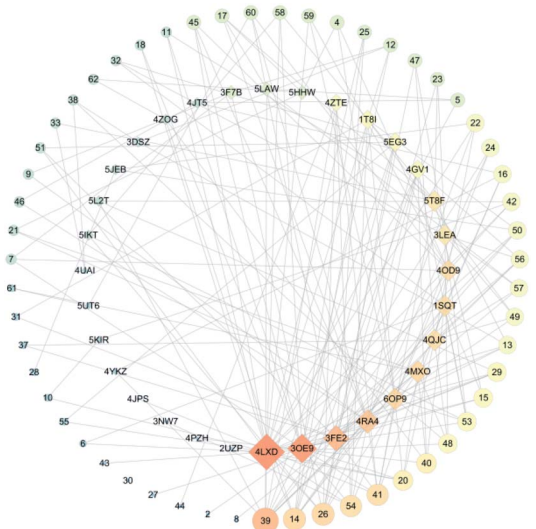 60
58
17
59
45
4
11
25
18
12
32
47
62
23
38
5
33
22
51
24
9
16
46
42
21
50
7
56
61
57
31
49
37
13
28
29
10
15
55
53
6
48
43
40
30
20
27
41
44
54
2
26
8
14
39
5LAW
5HHW
3F7B
4ZTE
4JT5
1T8I
4ZOG
5EG3
3DSZ
4GV1
5JEB
5T8F
5L2T
3LEA
5IKT
4OD9
4UAI
1SQT
5UT6
4QJC
5KIR
4MXO
4YKZ
6OP9
4JPS
4RA4
3NW7
3FE2
4PZH
3OE9
2UZP
4LXD